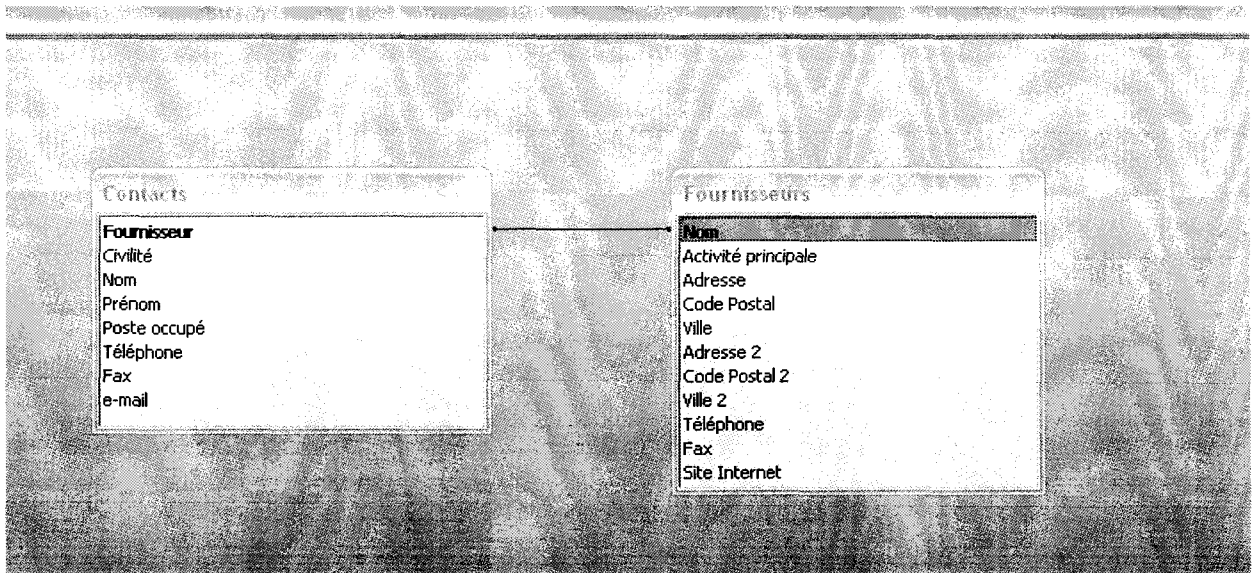 Contacts
Fournisseur
Civilité
Nom
Prénom
Poste occupé
Téléphone
Fax
e-mail
Fournisseurs
Nom
Activité principale
Adresse
Code Postal
Ville
Adresse 2
Code Postal 2
Ville 2
Téléphone
Fax
Site Internet